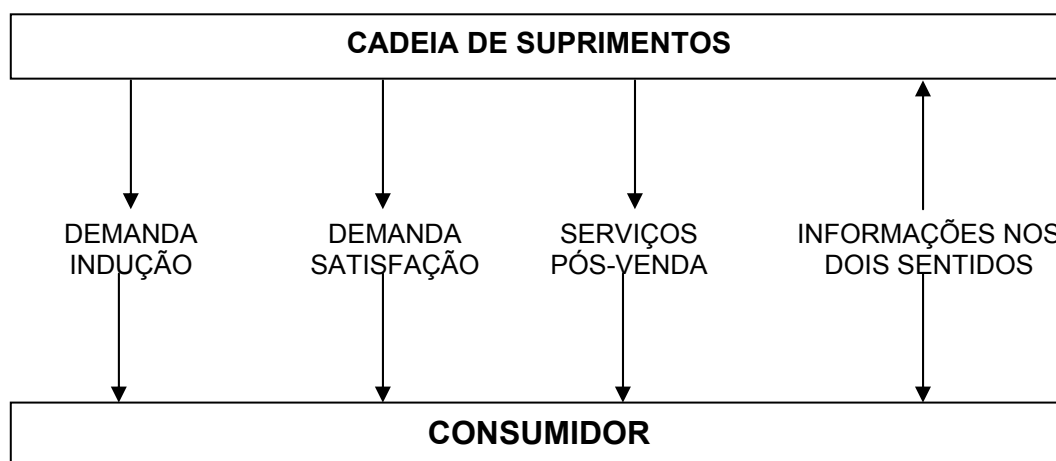 CADEIA DE SUPRIMENTOS
DEMANDA
INDUÇÃO
DEMANDA
SATISFAÇÃO
SERVIÇOS
PÓS-VENDA
INFORMAÇÕES NOS
DOIS SENTIDOS
CONSUMIDOR